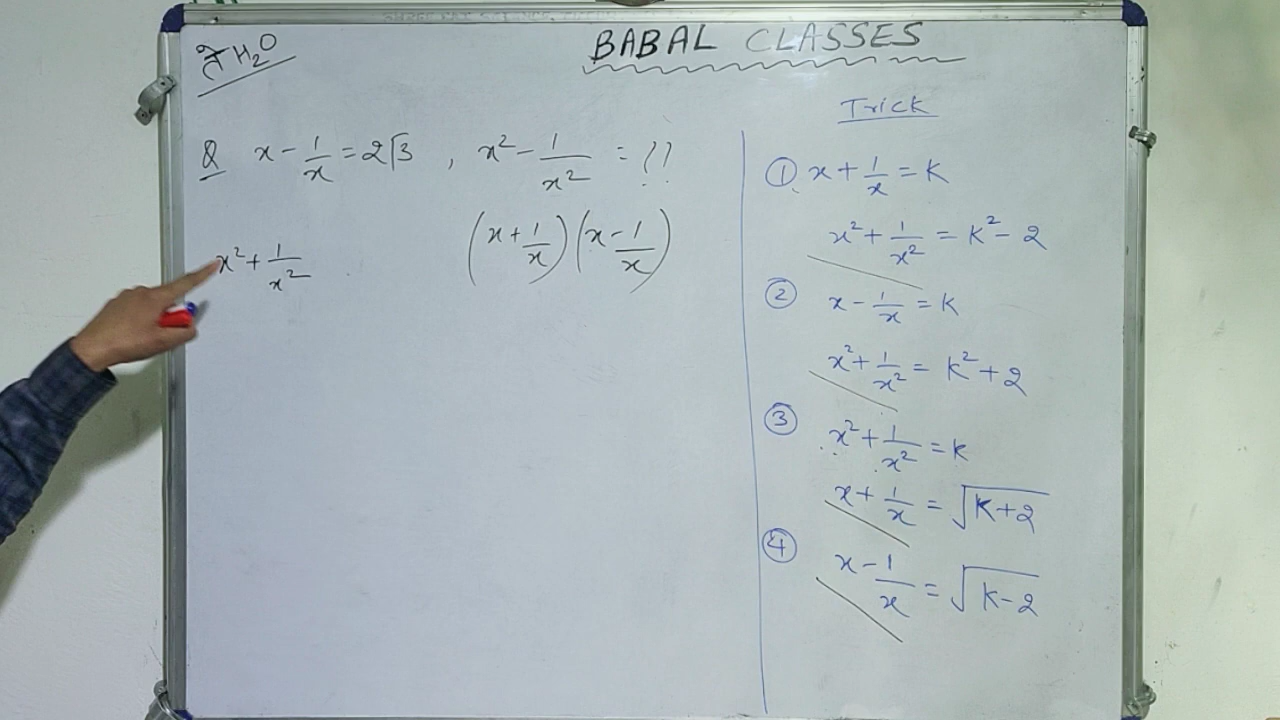 BABAL CLASSES
H₂O
Q x - 1/x = 2√3 , x² - 1/x² = ??
x² + 1/x²
(x + 1/x)(x - 1/x)
Trick
① x + 1/x = K
x² + 1/x² = K² - 2
② x - 1/x = K
x² + 1/x² = K² + 2
③ x² + 1/x² = K
x + 1/x = √K+2
④ x - 1/x = √K-2